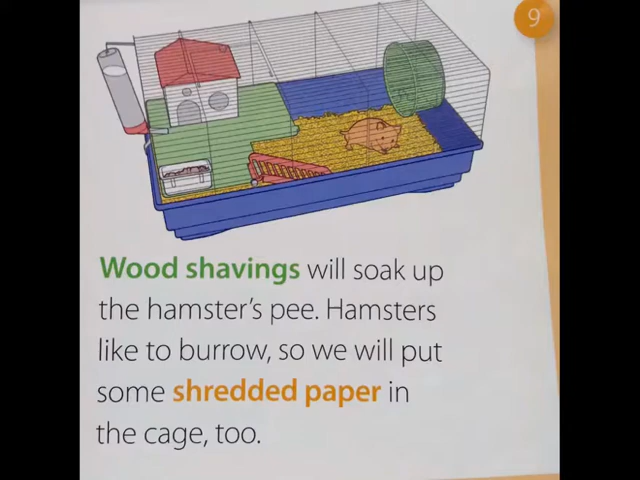 9
Wood shavings will soak up
the hamster's pee. Hamsters
like to burrow, so we will put
some shredded paper in
the cage, too.